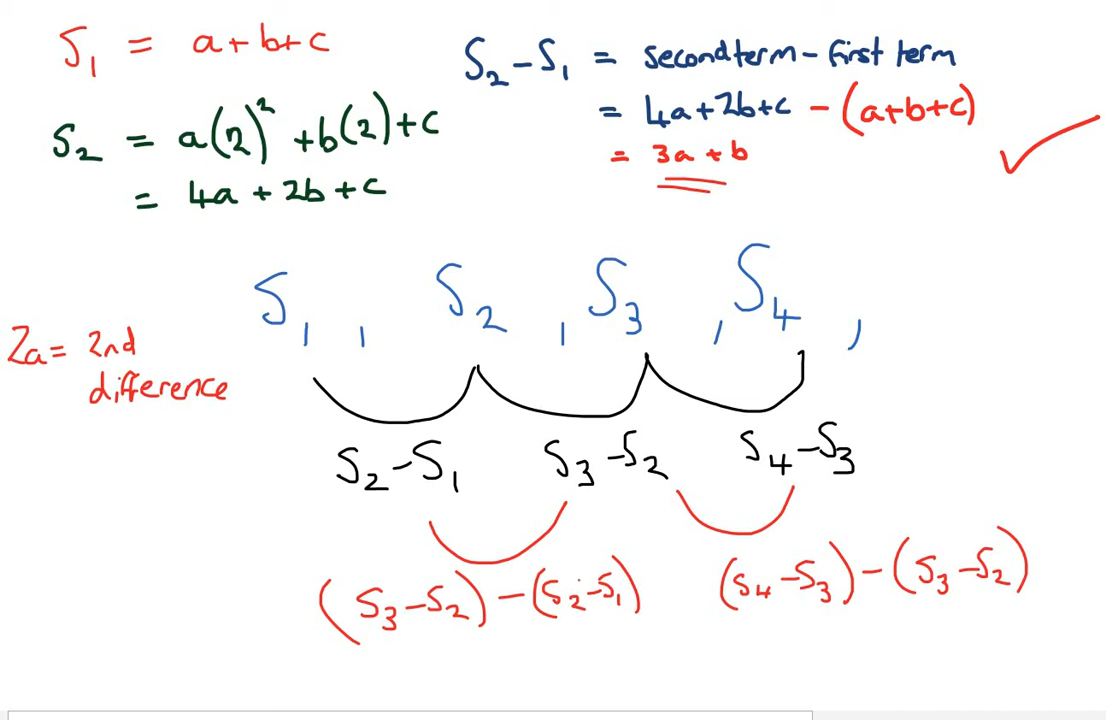 S₁ = a+b+c
S₂ = a(2)² +b(2)+c
= 4a + 2b + c
S₂-S₁ = second term - first term
= 4a+2b+c - (a+b+c)
= 3a + b
S₁, S₂, S₃, S₄,
2a = 2nd
difference
S₂-S₁ S₃-S₂ S₄-S₃
(S₃-S₂)-(S₂-S₁) (S₄-S₃)-(S₃-S₂)